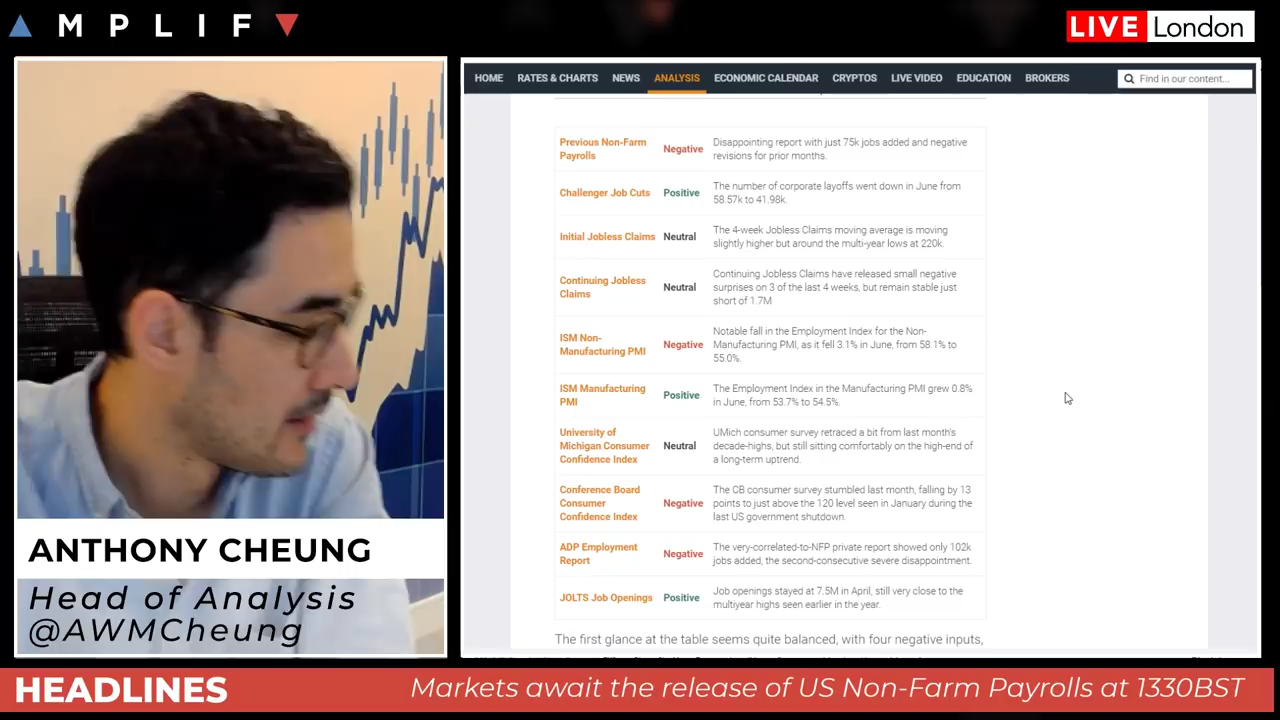 ▲ M P L I F ▼
LIVE London
HOME RATES & CHARTS NEWS ANALYSIS ECONOMIC CALENDAR CRYPTOS LIVE VIDEO EDUCATION BROKERS
Find in our content...
Previous Non-Farm
Payrolls
Negative
Disappointing report with just 75k jobs added and negative
revisions for prior months.
Challenger Job Cuts
Positive
The number of corporate layoffs went down in June from
58.57k to 41.98k.
Initial Jobless Claims
Neutral
The 4-week Jobless Claims moving average is moving
slightly higher but around the multi-year lows at 220k.
Continuing Jobless
Claims
Neutral
Continuing Jobless Claims have released small negative
surprises on 3 of the last 4 weeks, but remain stable just
short of 1.7M
ISM Non-
Manufacturing PMI
Negative
Notable fall in the Employment Index for the Non-
Manufacturing PMI, as it fell 3.1% in June, from 58.1% to
55.0%.
ISM Manufacturing
PMI
Positive
The Employment Index in the Manufacturing PMI grew 0.8%
in June, from 53.7% to 54.5%.
University of
Michigan Consumer
Confidence Index
Neutral
UMich consumer survey retraced a bit from last month's
decade-highs, but still sitting comfortably on the high-end of
a long-term uptrend.
Conference Board
Consumer
Confidence Index
Negative
The CB consumer survey stumbled last month, falling by 13
points to just above the 120 level seen in January during the
last US government shutdown.
ADP Employment
Report
Negative
The very-correlated-to-NFP private report showed only 102k
jobs added, the second-consecutive severe disappointment.
JOLTS Job Openings
Positive
Job openings stayed at 7.5M in April, still very close to the
multiyear highs seen earlier in the year.
The first glance at the table seems quite balanced, with four negative inputs,
ANTHONY CHEUNG
Head of Analysis
@AWMCheung
HEADLINES
Markets await the release of US Non-Farm Payrolls at 1330BST